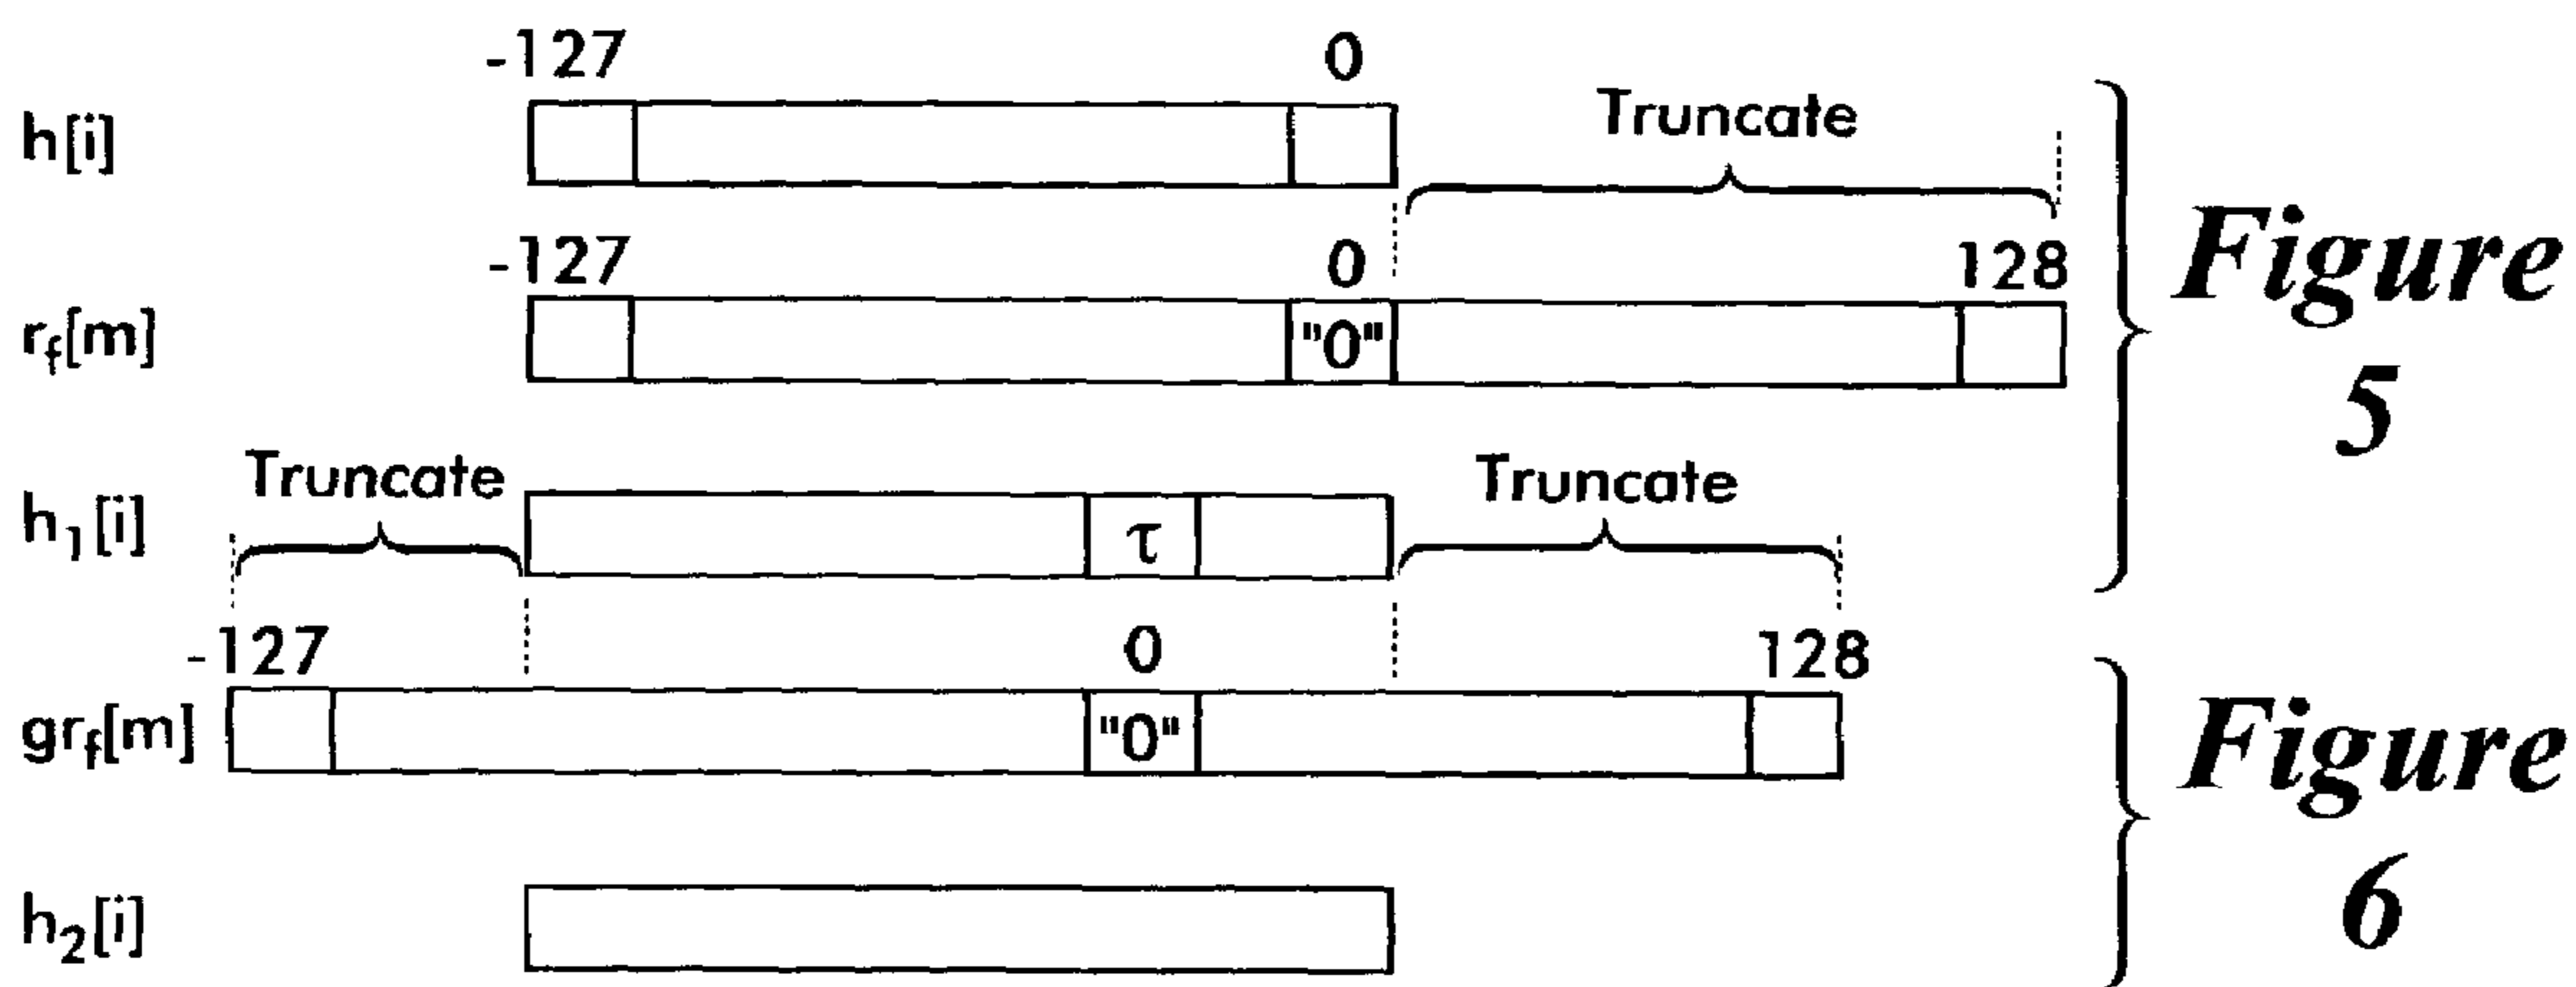 -127 0
h[i] Truncate
-127 0 128
r_f[m] "0"
Truncate Truncate
h_1[i] τ
-127 0 128
gr_f[m] "0"
h_2[i]
Figure
5
Figure
6